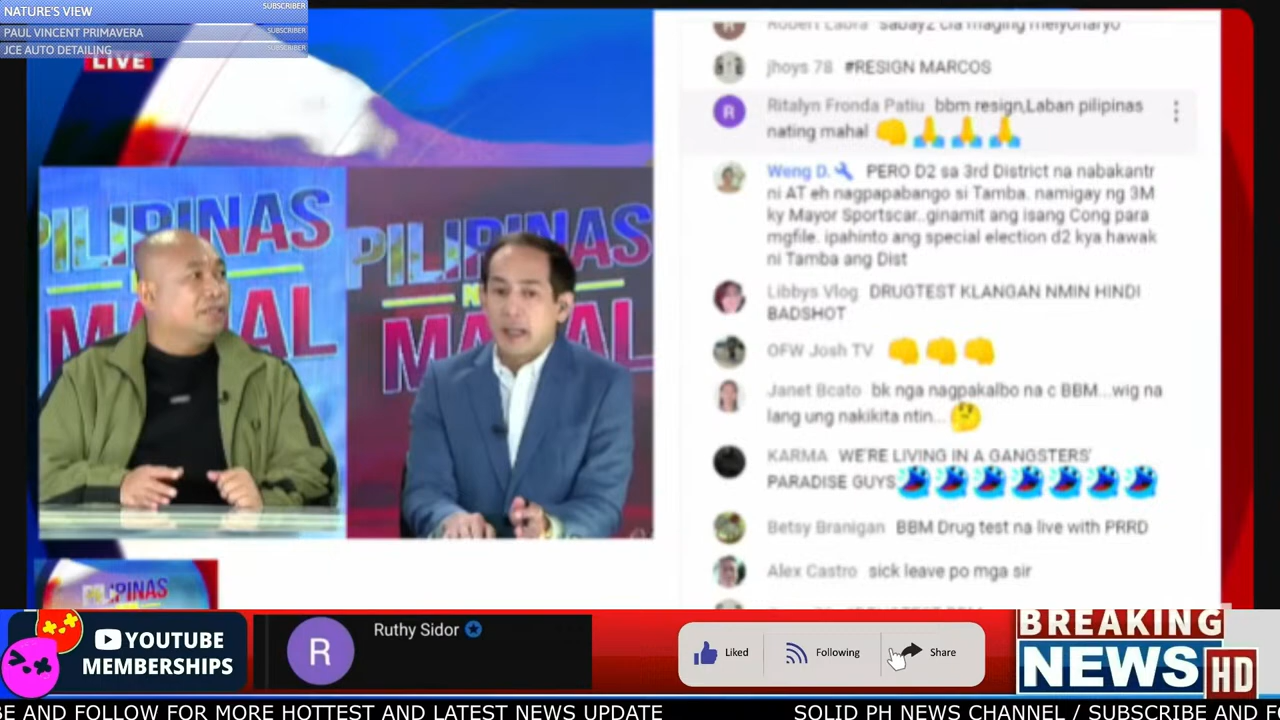 NATURE'S VIEW SUBSCRIBER
PAUL VINCENT PRIMAVERA SUBSCRIBER
JCE AUTO DETAILING SUBSCRIBER
LIVE
PILIPINAS
MAHAL
PILIPINAS
MAHAL
Robert Labra sabayz cla maging melyonaryo
jhoys 78 #RESIGN MARCOS
Ritalyn Fronda Patiu bbm resign,Laban pilipinas
nating mahal 👊🙏🙏🙏
Weng D. PERO D2 sa 3rd District na nabakantr
ni AT eh nagpapabango si Tamba. namigay ng 3M
ky Mayor Sportscar..ginamit ang isang Cong para
mgfile. ipahinto ang special election d2 kya hawak
ni Tamba ang Dist
Libbys Vlog DRUGTEST KLANGAN NMIN HINDI
BADSHOT
OFW Josh TV 👊👊👊
Janet Bcato bk nga nagpakalbo na c BBM...wig na
lang ung nakikita ntin... 🤔
KARMA WE'RE LIVING IN A GANGSTERS'
PARADISE GUYS
Betsy Branigan BBM Drug test na live with PRRD
Alex Castro sick leave po mga sir
PILIPINAS
YOUTUBE
MEMBERSHIPS
R
Ruthy Sidor
Liked
Following
Share
BREAKING
NEWS HD
BE AND FOLLOW FOR MORE HOTTEST AND LATEST NEWS UPDATE SOLID PH NEWS CHANNEL / SUBSCRIBE AND FO